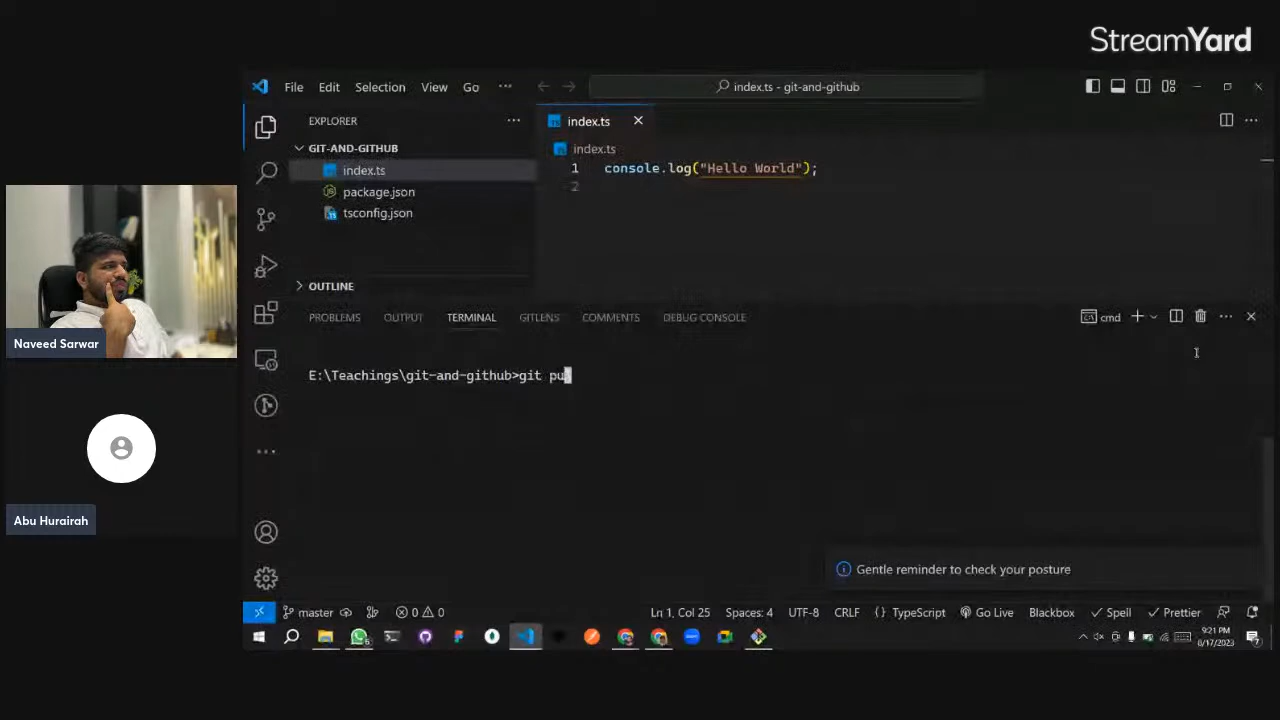 StreamYard
File Edit Selection View Go ··· index.ts - git-and-github
EXPLORER ···
index.ts
GIT-AND-GITHUB
index.ts
package.json
tsconfig.json
OUTLINE
index.ts
1 console.log("Hello World");
2
PROBLEMS OUTPUT TERMINAL GITLENS COMMENTS DEBUG CONSOLE
cmd
E:\Teachings\git-and-github>git pu
Naveed Sarwar
Abu Hurairah
Gentle reminder to check your posture
master 0 0 Ln 1, Col 25 Spaces: 4 UTF-8 CRLF {} TypeScript Go Live Blackbox Spell Prettier
9:21 PM
8/17/2023